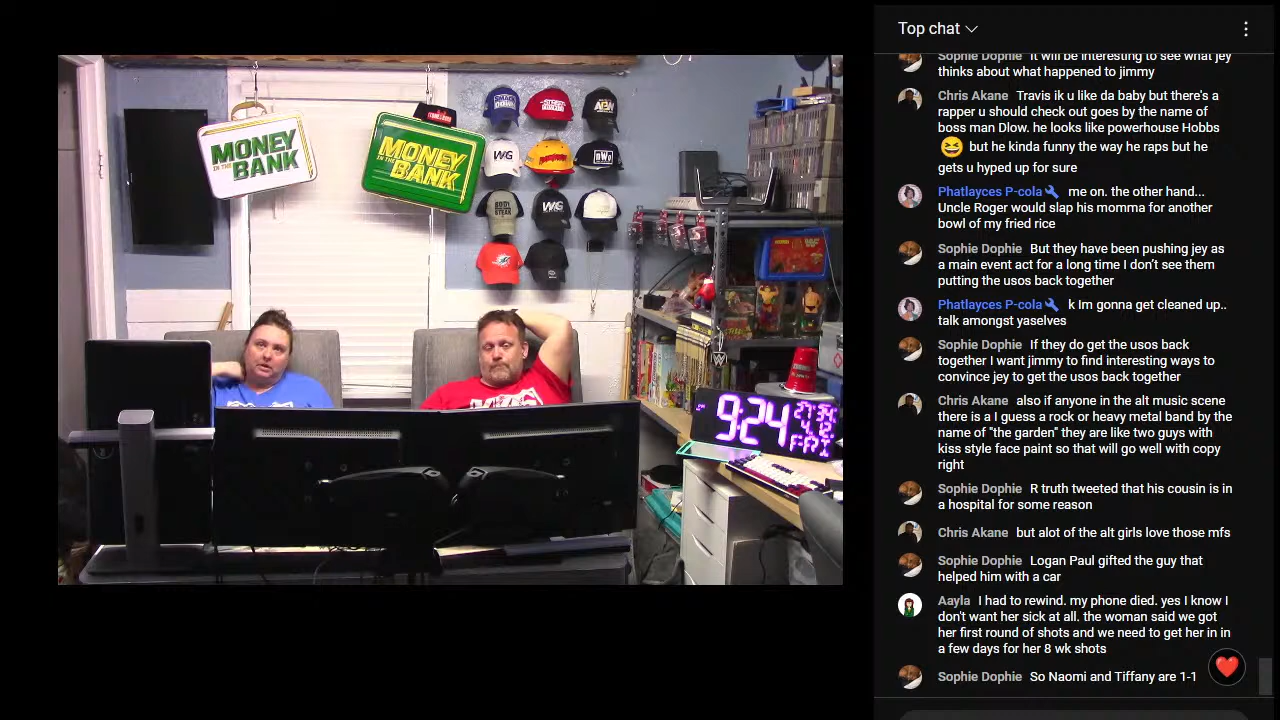 MONEY
IN THE
BANK
MONEY
IN THE
BANK
WG
nWo
WG
BODY
9:24
FRI
Top chat
Sophie Dophie It will be interesting to see what jey
thinks about what happened to jimmy
Chris Akane Travis ik u like da baby but there's a
rapper u should check out goes by the name of
boss man Dlow. he looks like powerhouse Hobbs
😆 but he kinda funny the way he raps but he
gets u hyped up for sure
Phatlayces P-cola me on. the other hand...
Uncle Roger would slap his momma for another
bowl of my fried rice
Sophie Dophie But they have been pushing jey as
a main event act for a long time I don't see them
putting the usos back together
Phatlayces P-cola k Im gonna get cleaned up..
talk amongst yaselves
Sophie Dophie If they do get the usos back
together I want jimmy to find interesting ways to
convince jey to get the usos back together
Chris Akane also if anyone in the alt music scene
there is a I guess a rock or heavy metal band by the
name of "the garden" they are like two guys with
kiss style face paint so that will go well with copy
right
Sophie Dophie R truth tweeted that his cousin is in
a hospital for some reason
Chris Akane but alot of the alt girls love those mfs
Sophie Dophie Logan Paul gifted the guy that
helped him with a car
Aayla I had to rewind. my phone died. yes I know I
don't want her sick at all. the woman said we got
her first round of shots and we need to get her in in
a few days for her 8 wk shots
Sophie Dophie So Naomi and Tiffany are 1-1